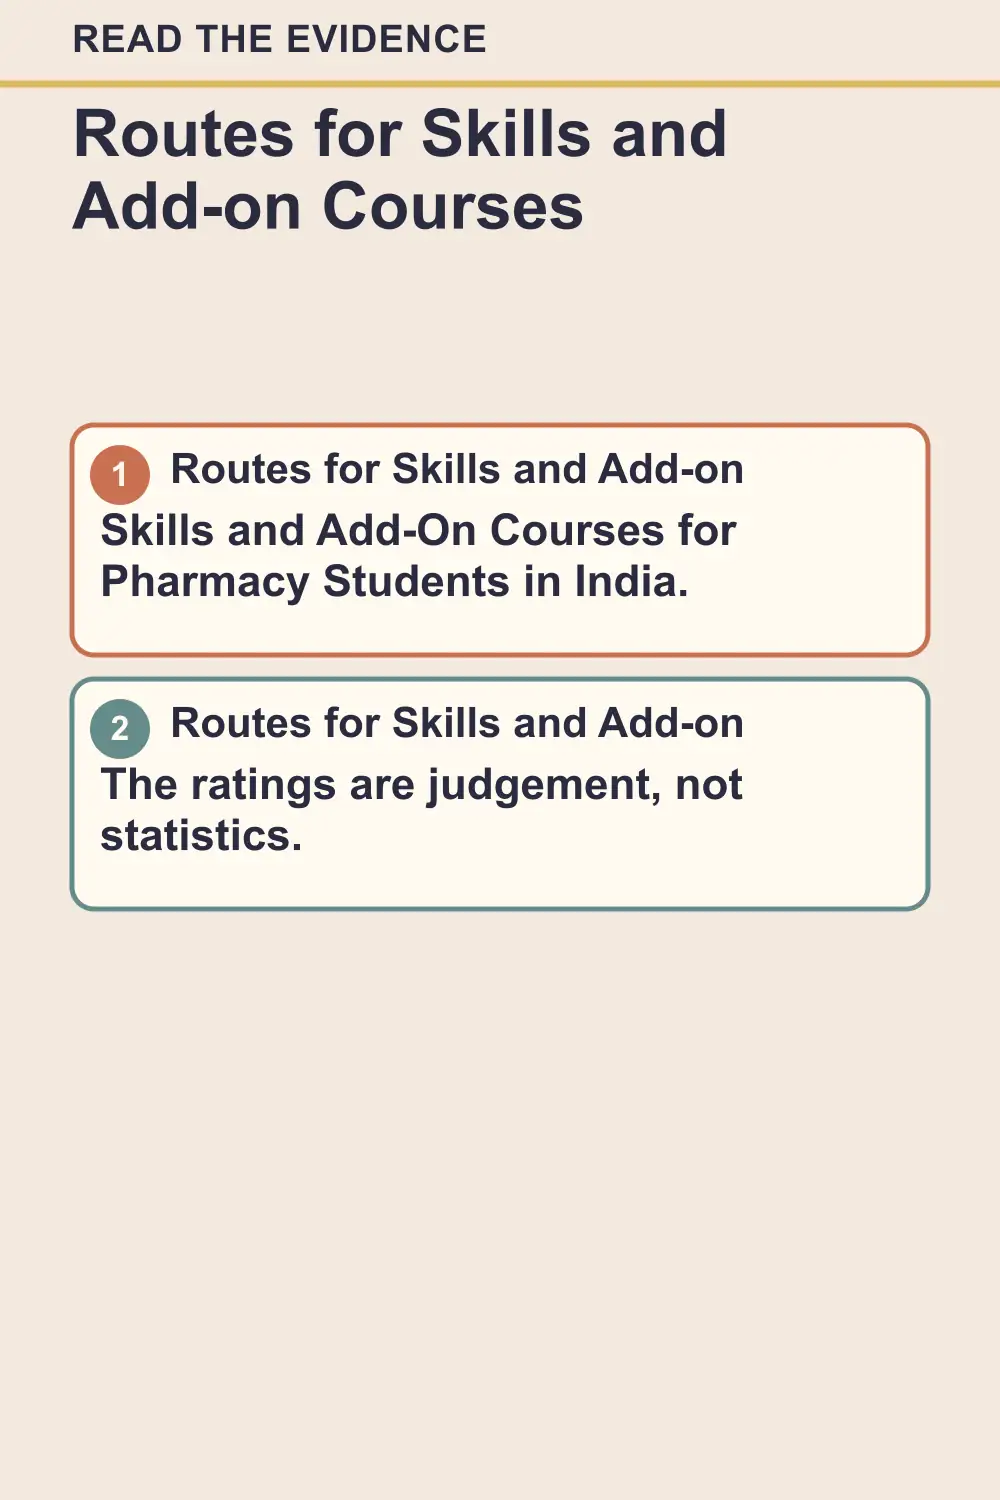 READ THE EVIDENCE
Routes for Skills and
Add-on Courses
1 Routes for Skills and Add-on
Skills and Add-On Courses for
Pharmacy Students in India.
2 Routes for Skills and Add-on
The ratings are judgement, not
statistics.